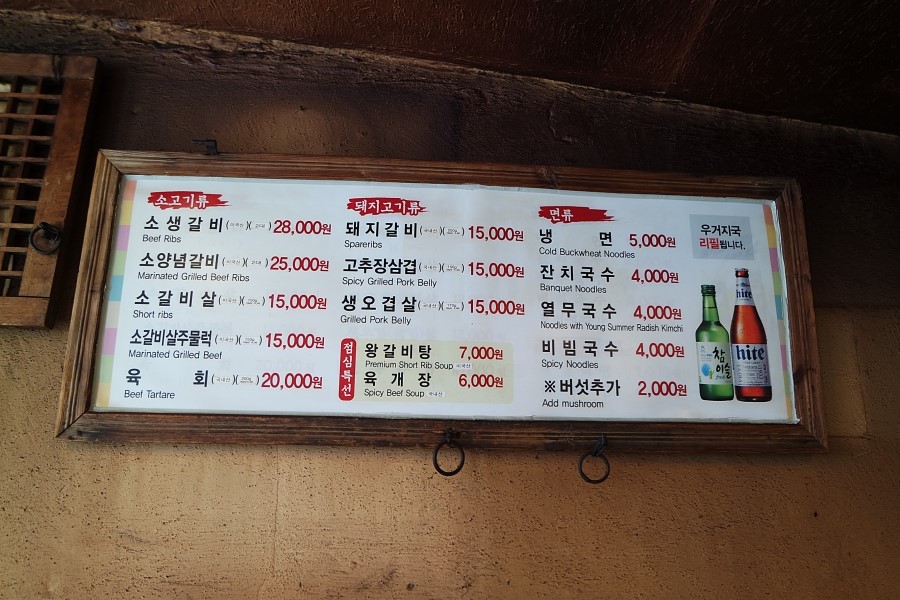 소고기류
소생갈비 28,000원
Beef Ribs
소양념갈비 25,000원
Marinated Grilled Beef Ribs
소갈비살 15,000원
Short ribs
소갈비살주물럭 15,000원
Marinated Grilled Beef
육 회 20,000원
Beef Tartare
돼지고기류
돼지갈비 15,000원
Spareribs
고추장삼겹 15,000원
Spicy Grilled Pork Belly
생오겹살 15,000원
Grilled Pork Belly
점심특선
왕갈비탕 7,000원
Premium Short Rib Soup
육개장 6,000원
Spicy Beef Soup
면류
냉 면 5,000원
Cold Buckwheat Noodles
잔치국수 4,000원
Banquet Noodles
열무국수 4,000원
Noodles with Young Summer Radish Kimchi
비빔국수 4,000원
Spicy Noodles
※버섯추가 2,000원
Add mushroom
우거지국
리필됩니다.
참이슬
hite
hite